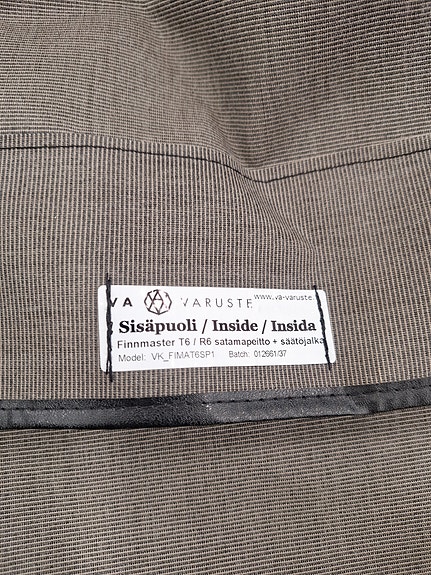 VA VARUSTE www.va-varuste.
Sisäpuoli / Inside / Insida
Finnmaster T6 / R6 satamapeitto + säätöjalka
Model: VK_FIMAT6SP1 Batch: 012661/37